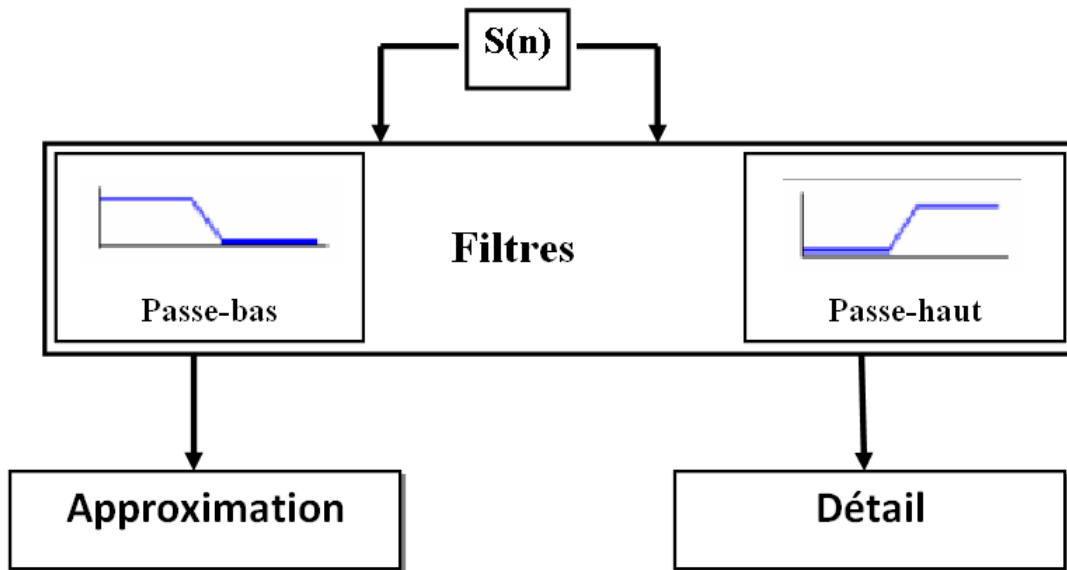 S(n)
Filtres
Passe-bas
Passe-haut
Approximation
Détail